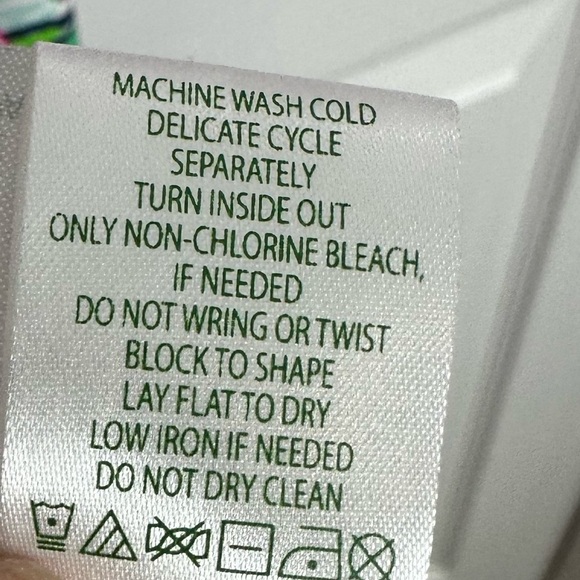 MACHINE WASH COLD
DELICATE CYCLE
SEPARATELY
TURN INSIDE OUT
ONLY NON-CHLORINE BLEACH,
IF NEEDED
DO NOT WRING OR TWIST
BLOCK TO SHAPE
LAY FLAT TO DRY
LOW IRON IF NEEDED
DO NOT DRY CLEAN